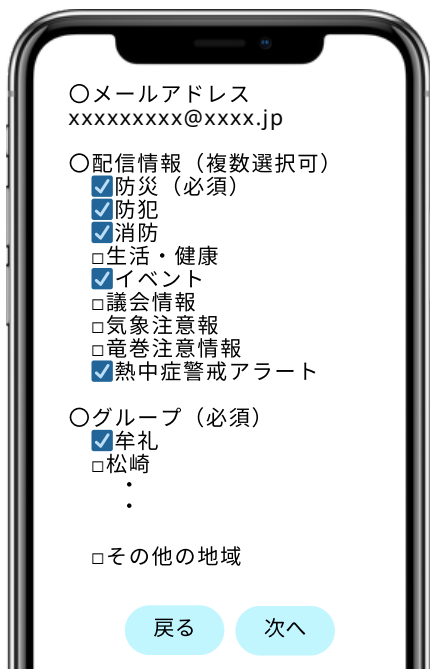 〇メールアドレス
xxxxxxxxx@xxxx.jp
〇配信情報（複数選択可）
☑防災（必須）
☑防犯
☑消防
□生活・健康
☑イベント
□議会情報
□気象注意報
□竜巻注意情報
☑熱中症警戒アラート
〇グループ（必須）
☑牟礼
□松崎
・
・
□その他の地域
戻る 次へ